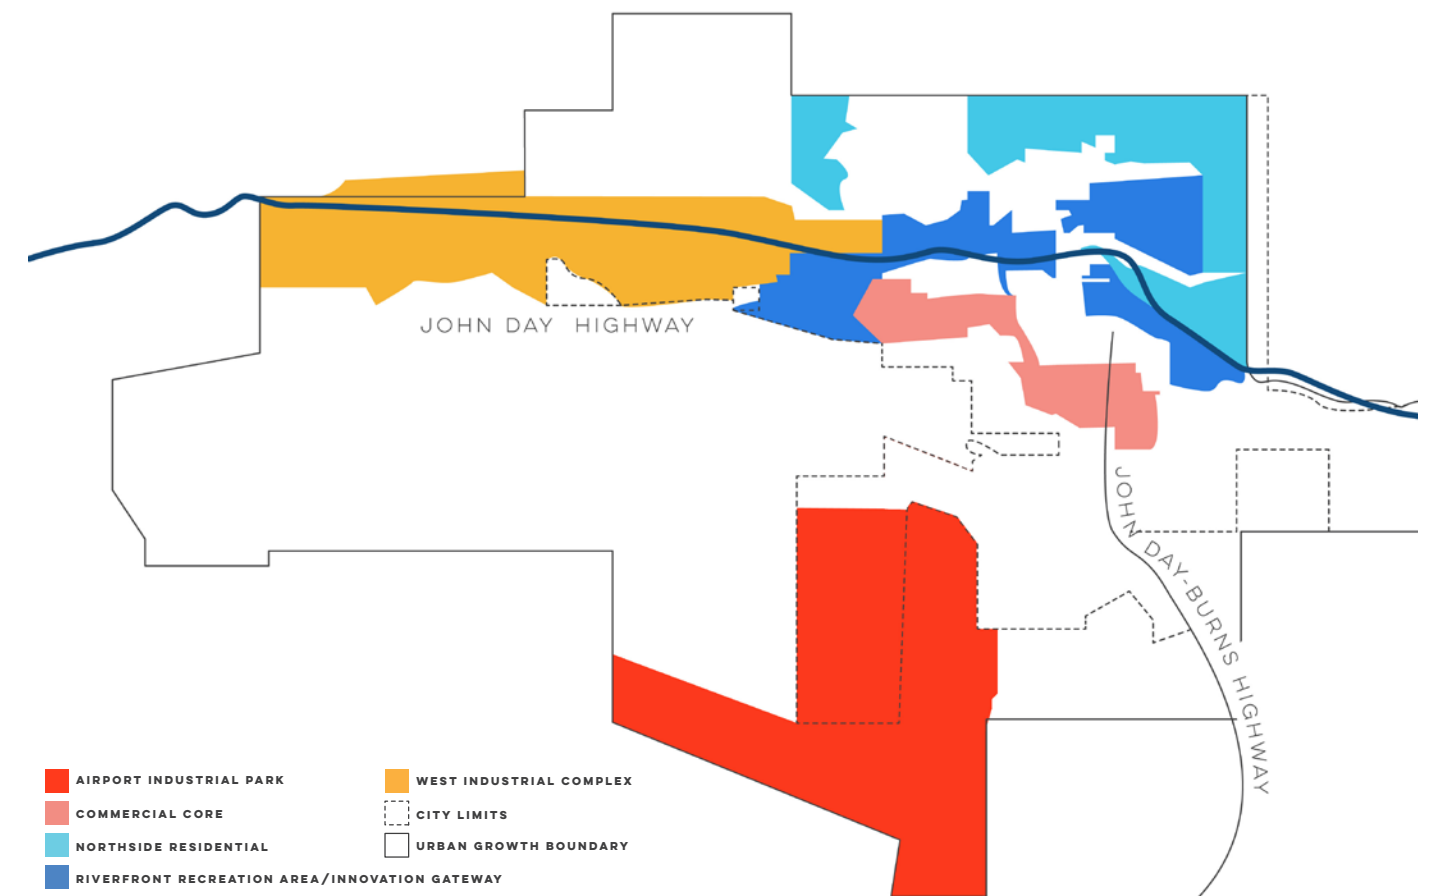 JOHN DAY HIGHWAY
JOHN DAY-BURNS HIGHWAY
AIRPORT INDUSTRIAL PARK
COMMERCIAL CORE
NORTHSIDE RESIDENTIAL
RIVERFRONT RECREATION AREA/INNOVATION GATEWAY
WEST INDUSTRIAL COMPLEX
CITY LIMITS
URBAN GROWTH BOUNDARY